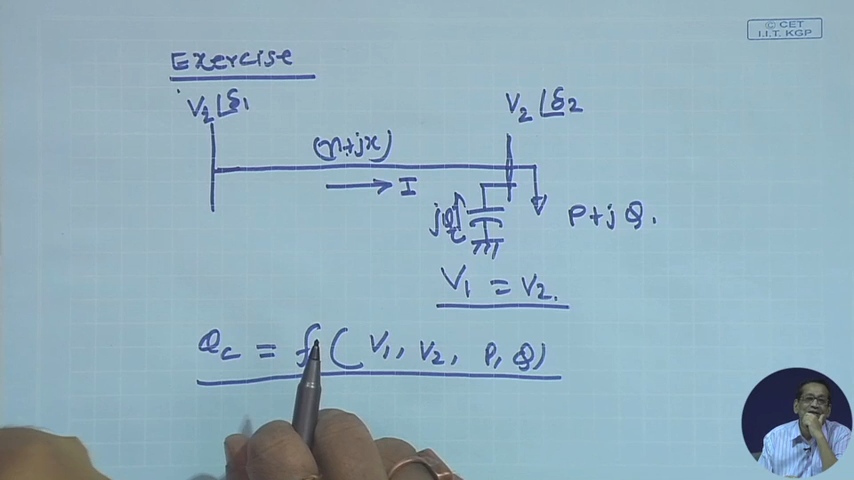 © CET
I.I.T. KGP
Exercise
V₂∠δ₁ V₂∠δ₂
(r+jx)
→ I
jQc P+jQ.
V₁ = V₂.
Qc = f(V₁, V₂, P, Q)